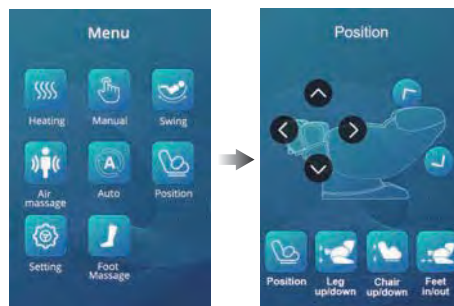 Menu
Heating Manual Swing
Air
massage
Auto Position
Setting
Foot
Massage
A
Position
Position
Leg
up/down
Chair
up/down
Feet
in/out